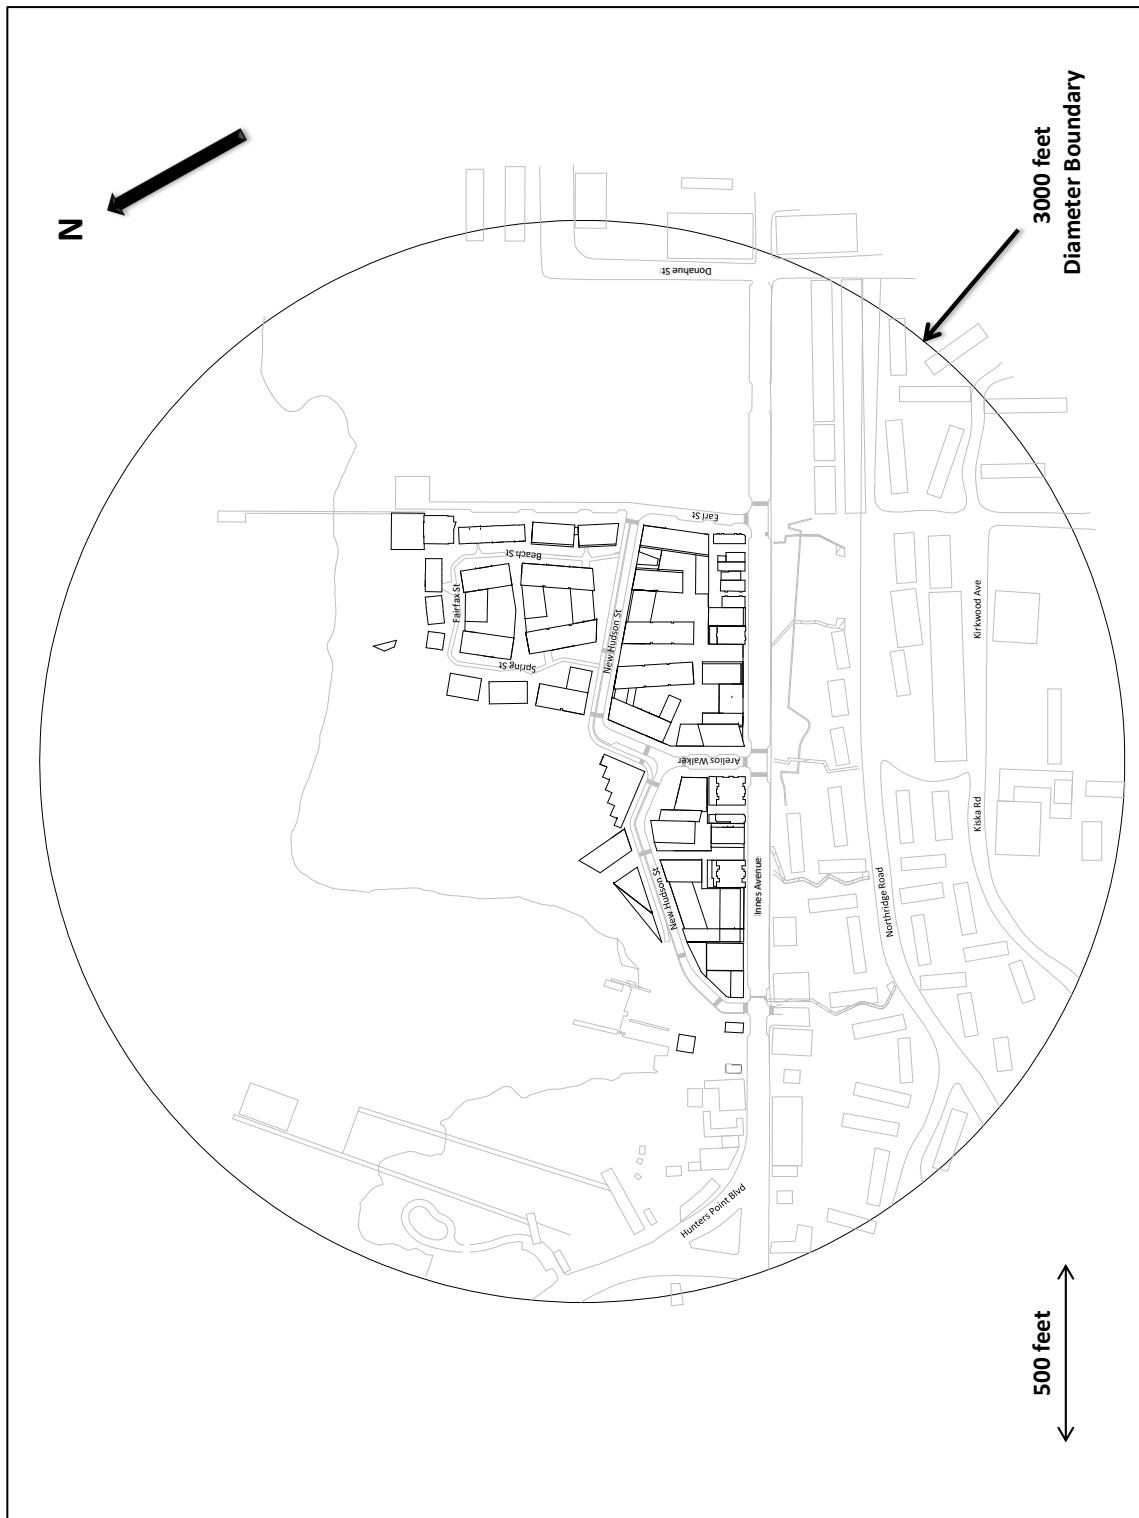 N
3000 feet
Diameter Boundary
Donahue St
Earl St
Beach St
Fairfax St
Spring St
New Hudson St
Arelios Walker
New Hudson St
Innes Avenue
Kirkwood Ave
Kiska Rd
Northridge Road
Hunters Point Blvd
500 feet